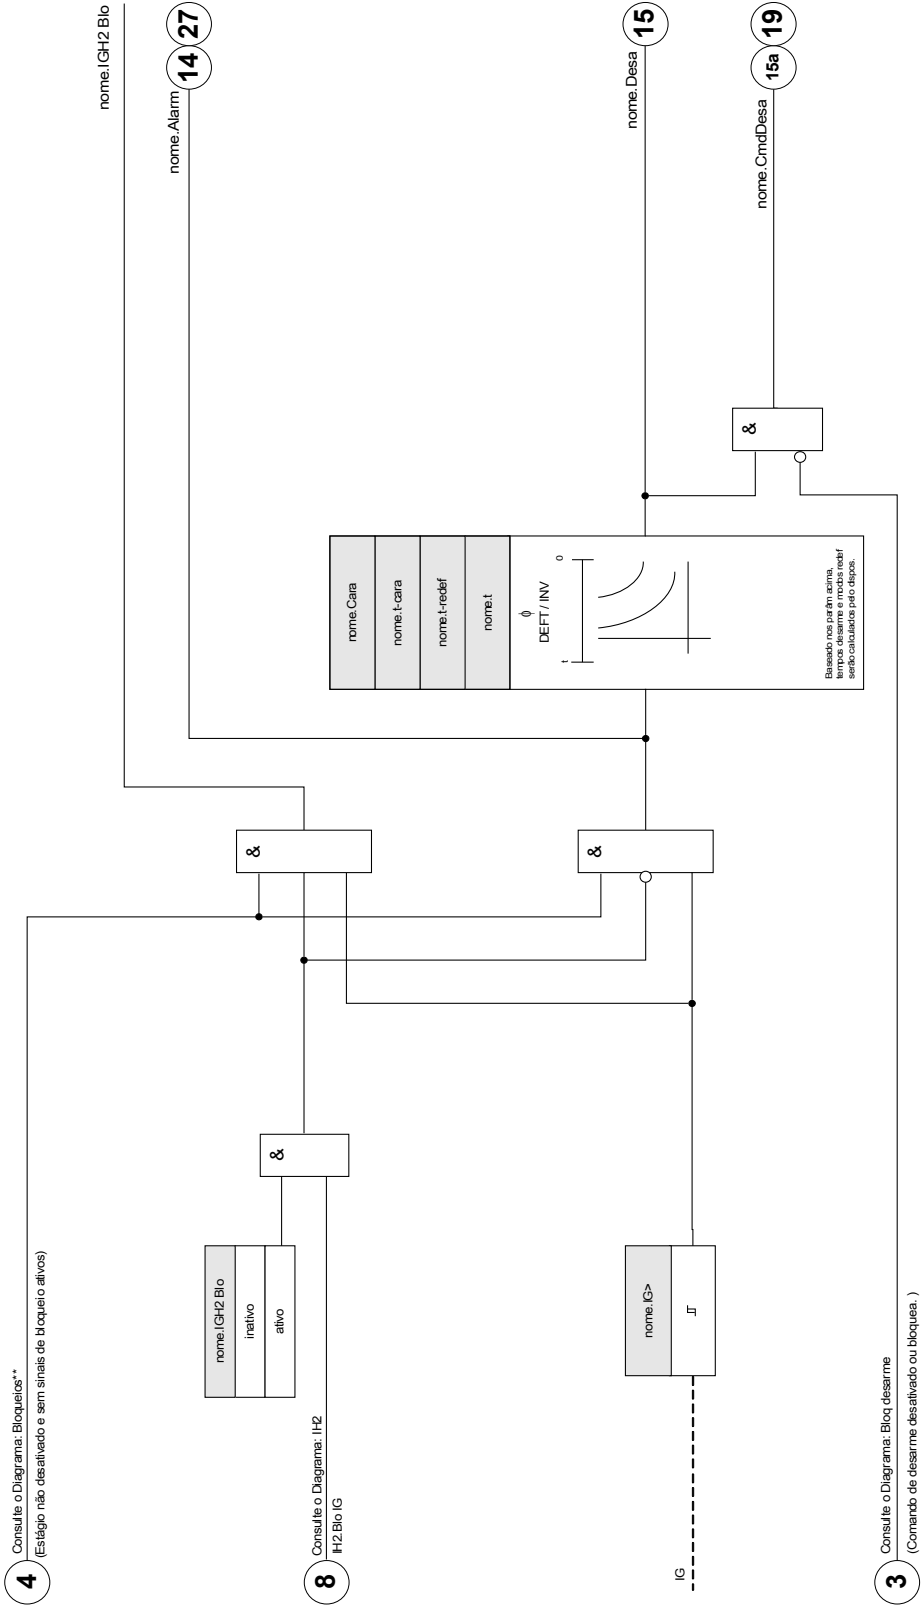 4
Consulte o Diagrama: Bloqueios**
(Estágio não desativado e sem sinais de bloqueio ativos)
nome.IGH2 Blo
nome.Alarm
14
27
nome.IGH2 Blo
inativo
ativo
&
&
8
Consulte o Diagrama: IH2
IH2.Blo IG
nome.Cara
nome.t-cara
nome.t-redef
nome.t
ϕ
DEFT / INV
t
0
Baseado nos parâm acima,
tempos desarme e modos redef
serão calculados pelo dispos.
&
nome.Desa
15
IG
nome.IG>
&
nome.CmdDesa
15a
19
3
Consulte o Diagrama: Bloq desarme
(Comando de desarme desativado ou bloquea. )